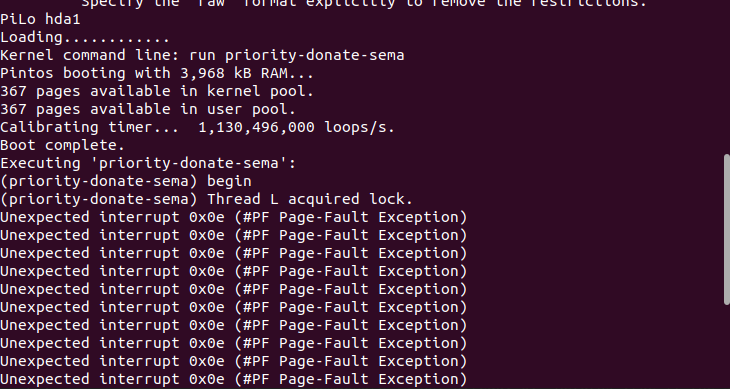 Specify the 'raw' format explicitly to remove the restrictions.
PiLo hda1
Loading............
Kernel command line: run priority-donate-sema
Pintos booting with 3,968 kB RAM...
367 pages available in kernel pool.
367 pages available in user pool.
Calibrating timer...  1,130,496,000 loops/s.
Boot complete.
Executing 'priority-donate-sema':
(priority-donate-sema) begin
(priority-donate-sema) Thread L acquired lock.
Unexpected interrupt 0x0e (#PF Page-Fault Exception)
Unexpected interrupt 0x0e (#PF Page-Fault Exception)
Unexpected interrupt 0x0e (#PF Page-Fault Exception)
Unexpected interrupt 0x0e (#PF Page-Fault Exception)
Unexpected interrupt 0x0e (#PF Page-Fault Exception)
Unexpected interrupt 0x0e (#PF Page-Fault Exception)
Unexpected interrupt 0x0e (#PF Page-Fault Exception)
Unexpected interrupt 0x0e (#PF Page-Fault Exception)
Unexpected interrupt 0x0e (#PF Page-Fault Exception)
Unexpected interrupt 0x0e (#PF Page-Fault Exception)